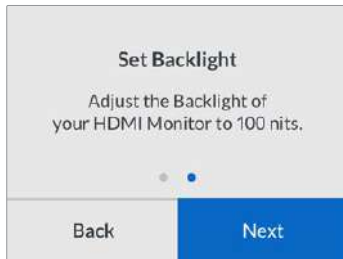 Set Backlight
Adjust the Backlight of
your HDMI Monitor to 100 nits.
Back
Next